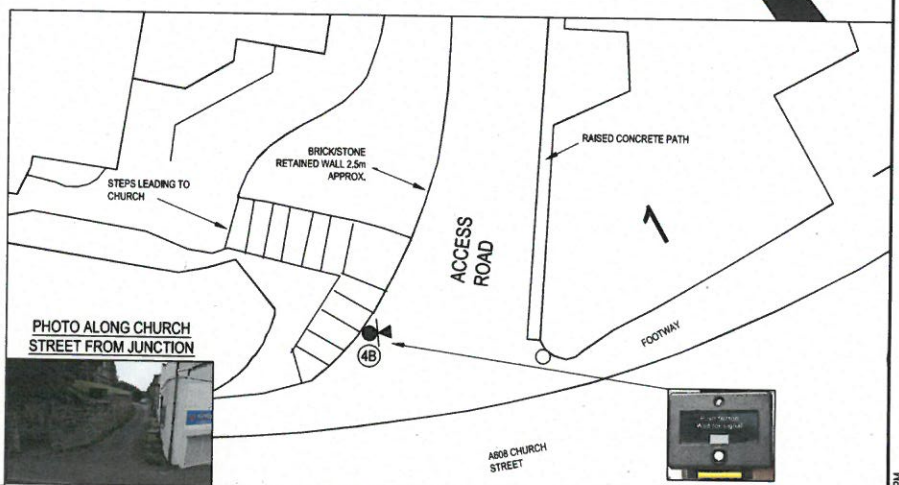 STEPS LEADING TO
CHURCH
BRICK/STONE
RETAINED WALL 2.5m
APPROX.
RAISED CONCRETE PATH
ACCESS
ROAD
1
FOOTWAY
4B
PHOTO ALONG CHURCH
STREET FROM JUNCTION
A608 CHURCH
STREET